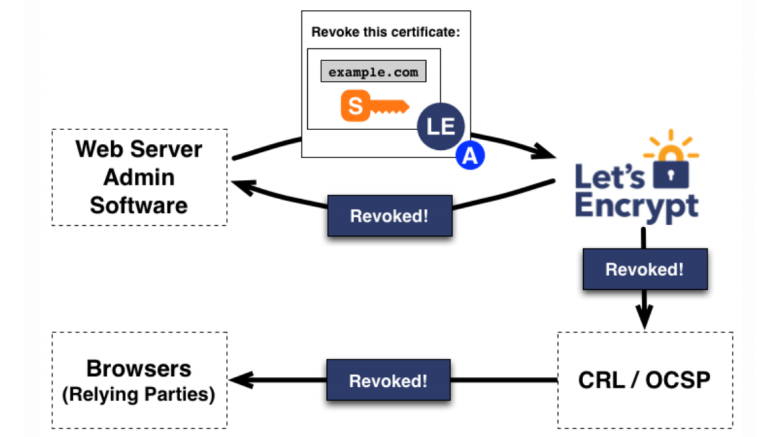 Revoke this certificate:
example.com
S
LE
A
Web Server
Admin
Software
Let's
Encrypt
Revoked!
Revoked!
Browsers
(Relying Parties)
Revoked!
CRL / OCSP